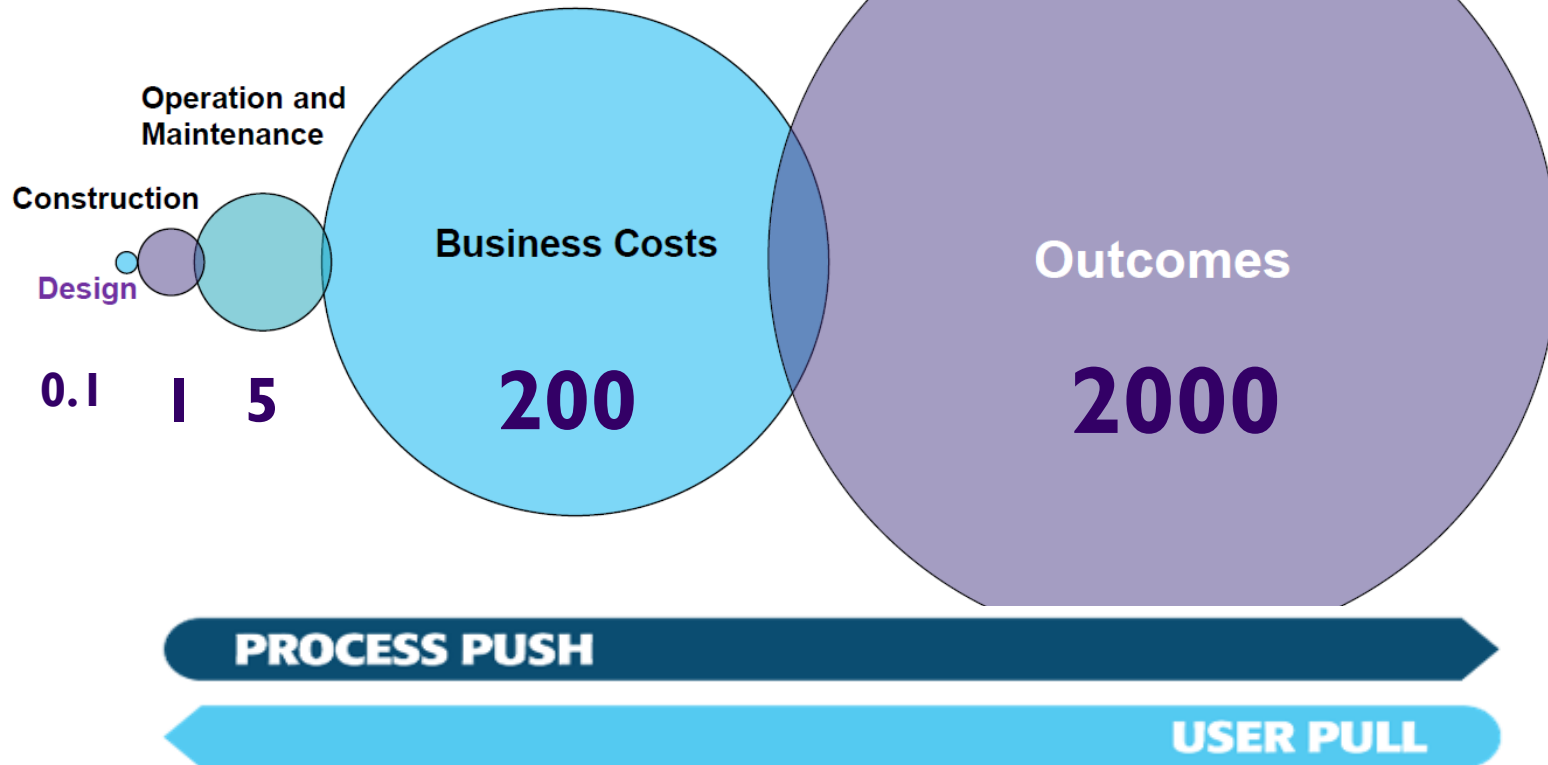 Operation and
Maintenance
Construction
Design
Business Costs
Outcomes
0.1
1
5
200
2000
PROCESS PUSH
USER PULL